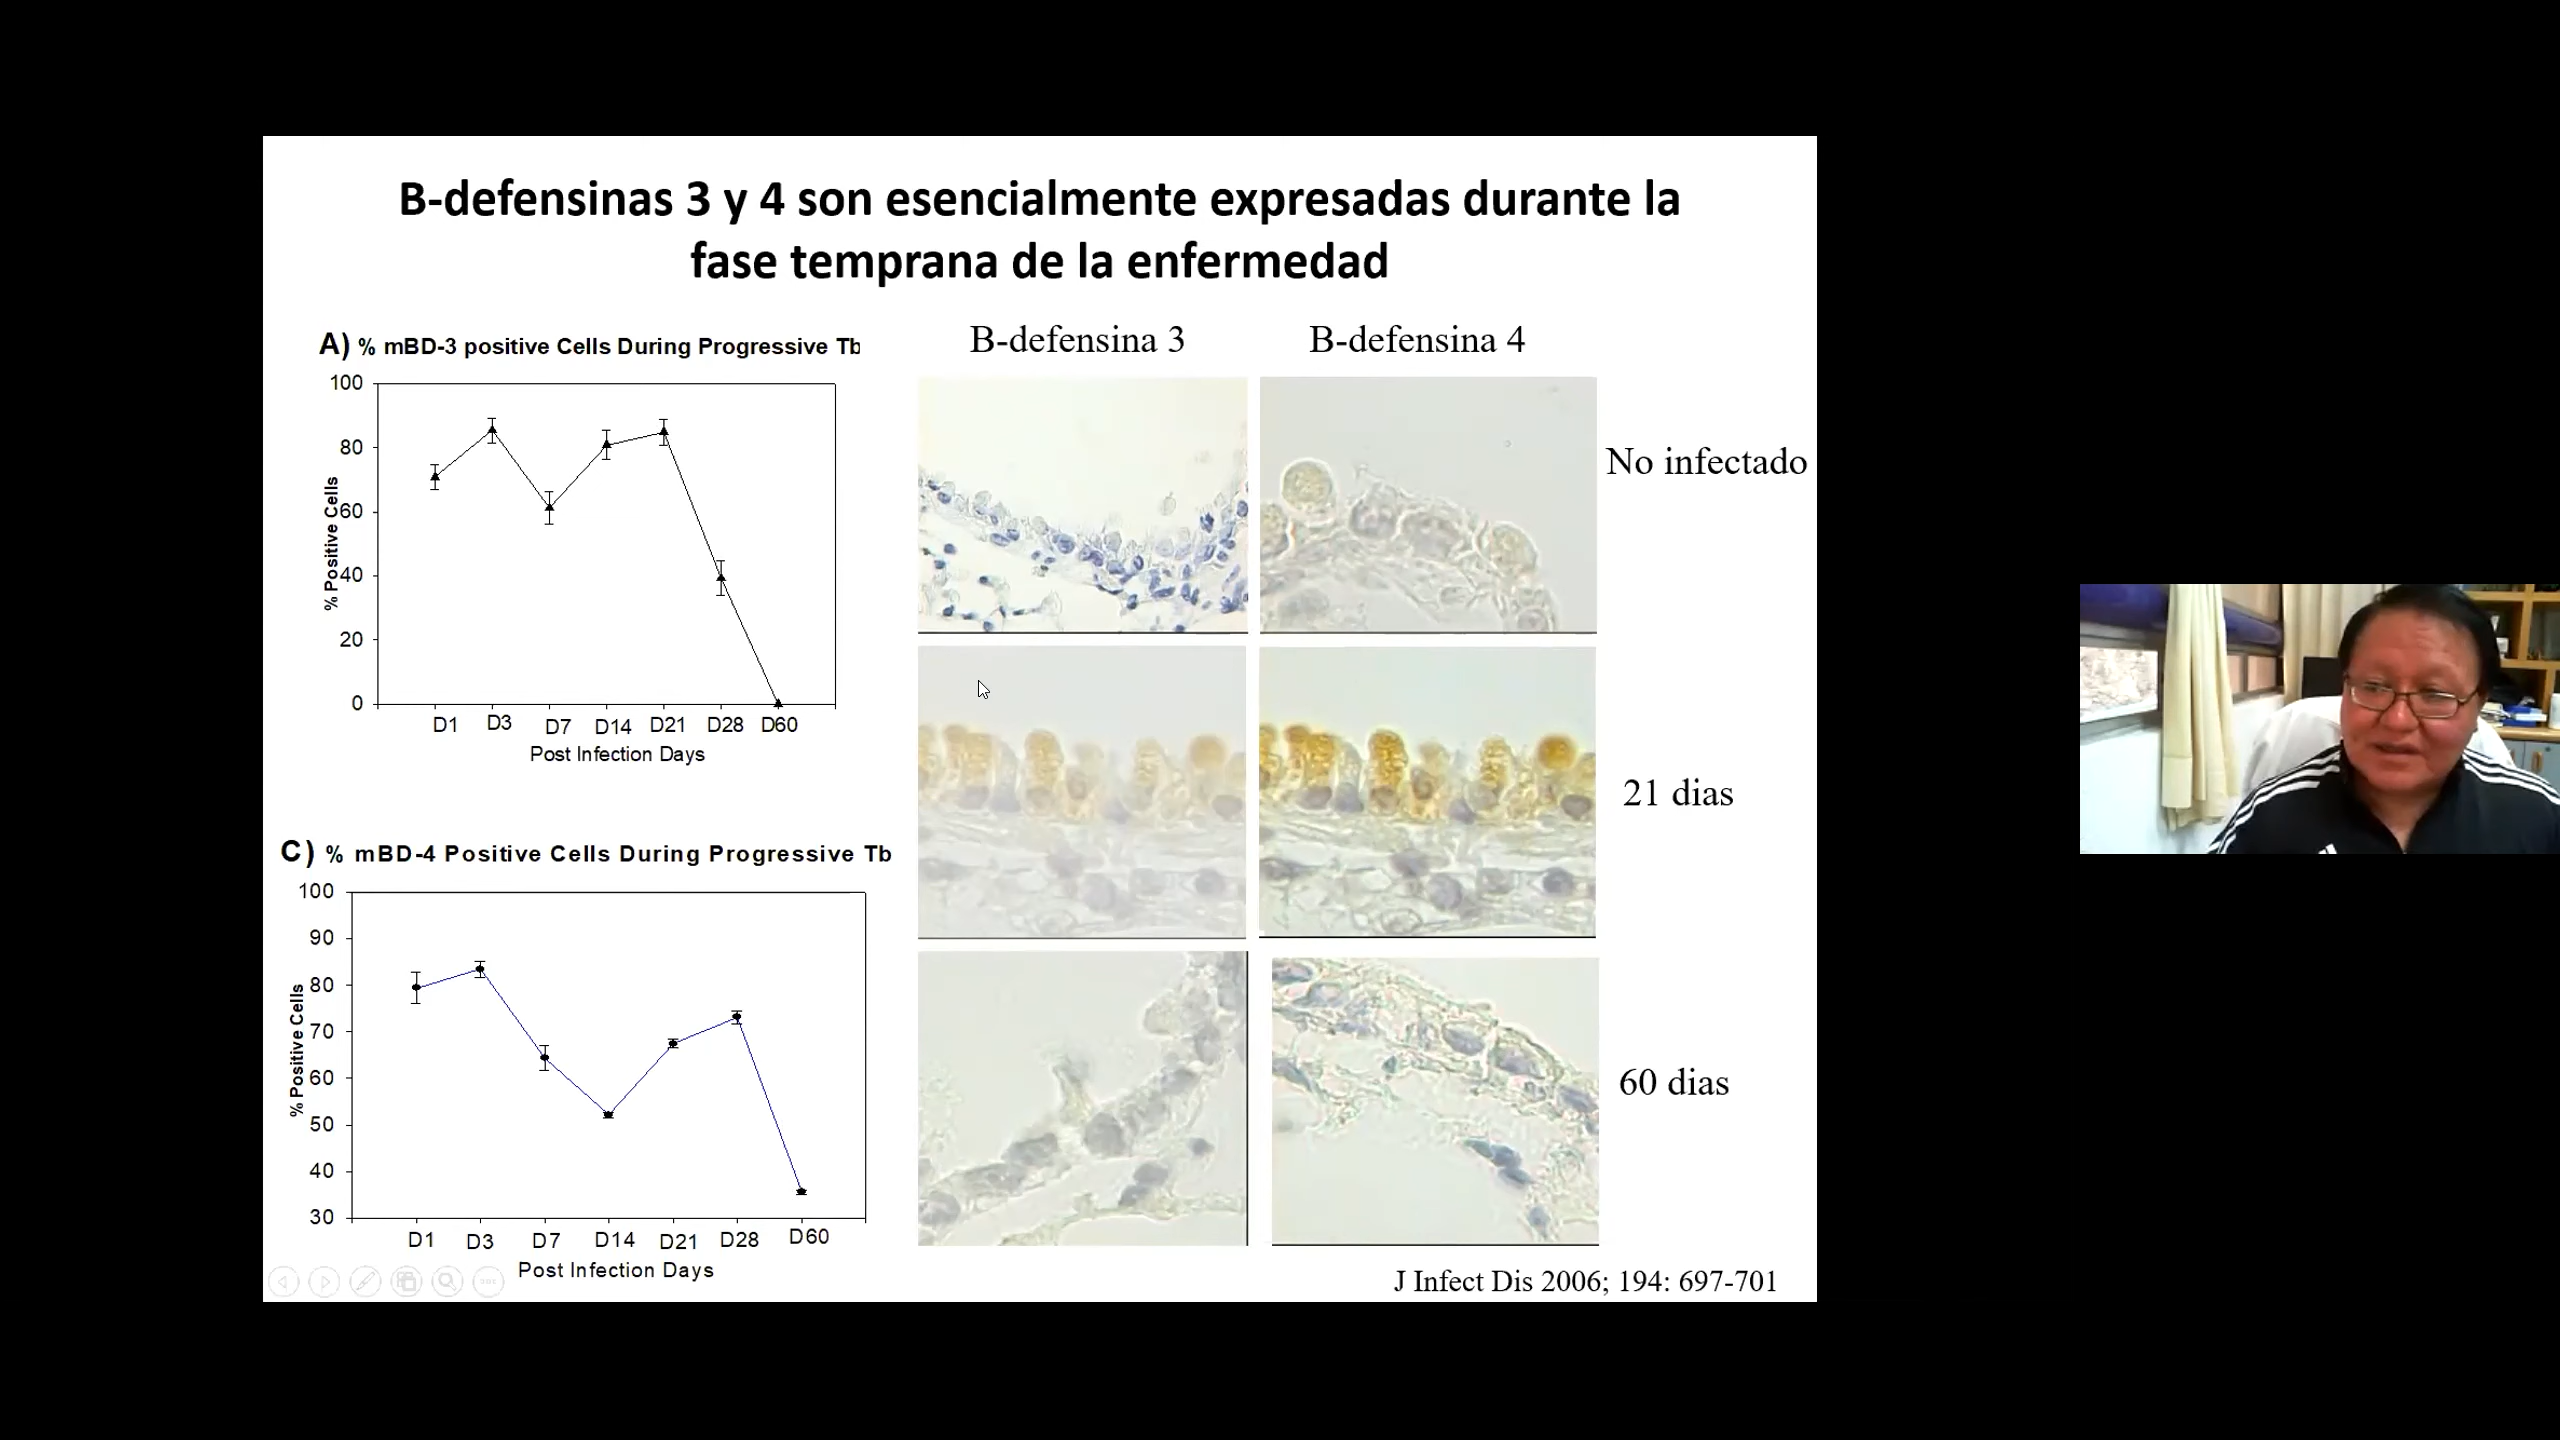 B-defensinas 3 y 4 son esencialmente expresadas durante la
fase temprana de la enfermedad
A) % mBD-3 positive Cells During Progressive Tb
100
80
60
40
20
0
% Positive Cells
D1 D3 D7 D14 D21 D28 D60
Post Infection Days
C) % mBD-4 Positive Cells During Progressive Tb
100
90
80
70
60
50
40
30
% Positive Cells
D1 D3 D7 D14 D21 D28 D60
Post Infection Days
B-defensina 3 B-defensina 4
No infectado
21 dias
60 dias
J Infect Dis 2006; 194: 697-701